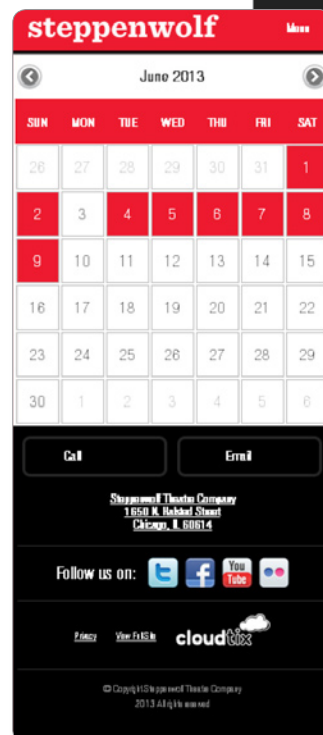 steppenwolf Menu
June 2013
SUN MON TUE WED THU FRI SAT
26 27 28 29 30 31 1
2 3 4 5 6 7 8
9 10 11 12 13 14 15
16 17 18 19 20 21 22
23 24 25 26 27 28 29
30 1 2 3 4 5 6
Call Email
Steppenwolf Theatre Company
1650 N. Halsted Street
Chicago, IL 60614
Follow us on: You Tube
Privacy View Full Site cloudtix
© Copyright Steppenwolf Theatre Company
2013 All rights reserved